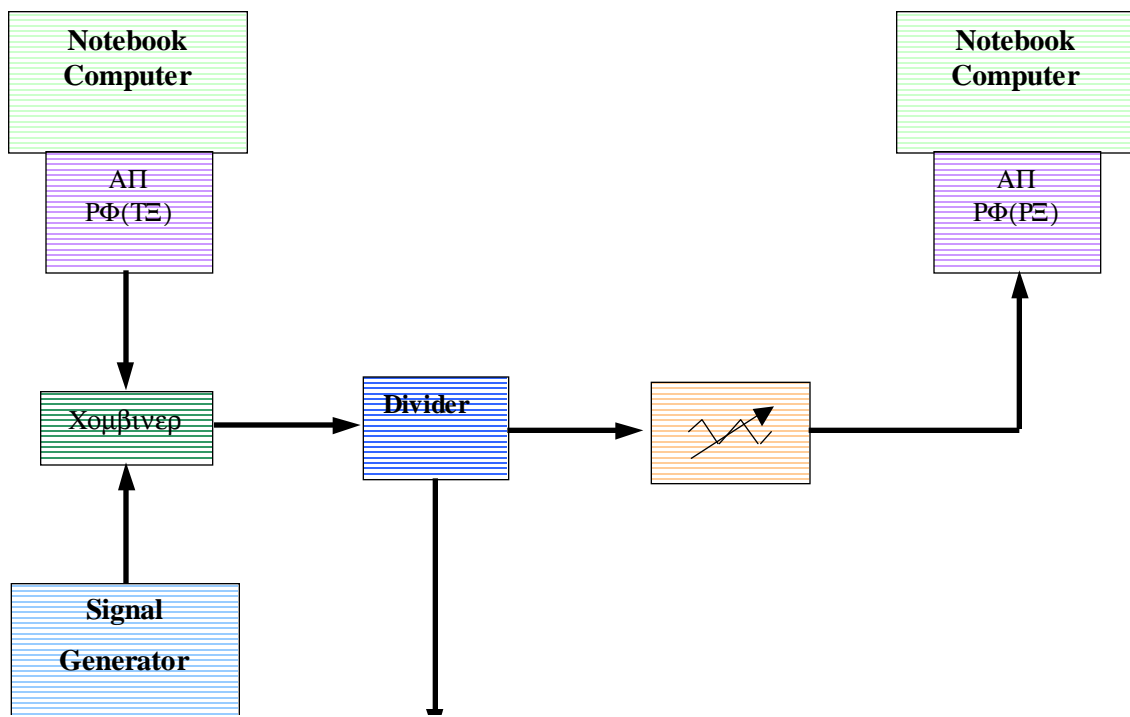 Notebook
Computer
ΑΠ
ΡΦ(ΤΞ)
Notebook
Computer
ΑΠ
ΡΦ(ΡΞ)
Χομβινερ
Divider
Signal
Generator